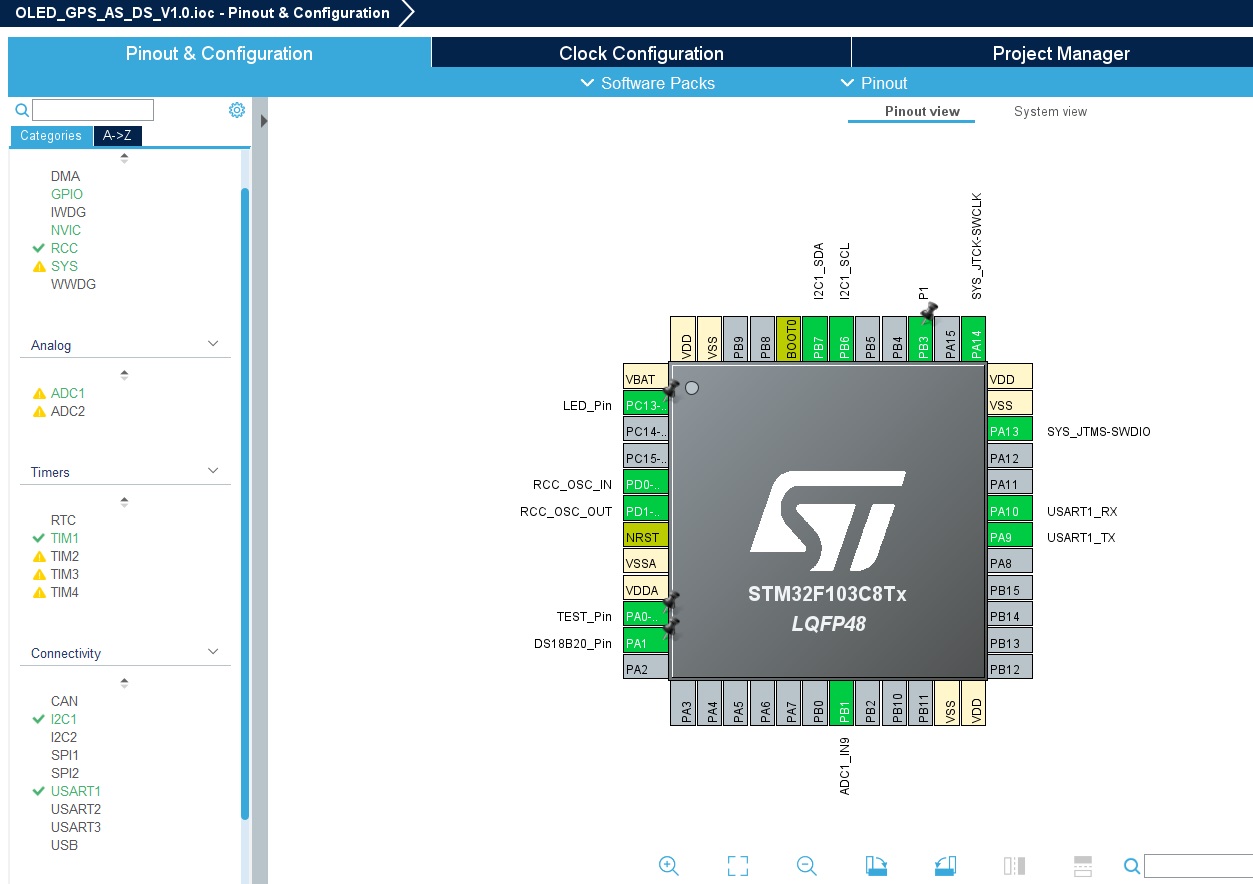 OLED_GPS_AS_DS_V1.0.ioc - Pinout & Configuration
Pinout & Configuration
Clock Configuration
Project Manager
Software Packs
Pinout
Pinout view
System view
Categories
A->Z
DMA
GPIO
IWDG
NVIC
RCC
SYS
WWDG
Analog
ADC1
ADC2
Timers
RTC
TIM1
TIM2
TIM3
TIM4
Connectivity
CAN
I2C1
I2C2
SPI1
SPI2
USART1
USART2
USART3
USB
I2C1_SDA
I2C1_SCL
P1
SYS_JTCK-SWCLK
VDD
VSS
PB9
PB8
BOOT0
PB7
PB6
PB5
PB4
PB3
PA15
PA14
VBAT
LED_Pin
PC13-..
PC14-..
PC15-..
RCC_OSC_IN
PD0-..
RCC_OSC_OUT
PD1-..
NRST
VSSA
VDDA
TEST_Pin
PA0-..
DS18B20_Pin
PA1
PA2
STM32F103C8Tx
LQFP48
VDD
VSS
PA13
SYS_JTMS-SWDIO
PA12
PA11
PA10
USART1_RX
PA9
USART1_TX
PA8
PB15
PB14
PB13
PB12
PA3
PA4
PA5
PA6
PA7
PB0
PB1
PB2
PB10
PB11
VSS
VDD
ADC1_IN9